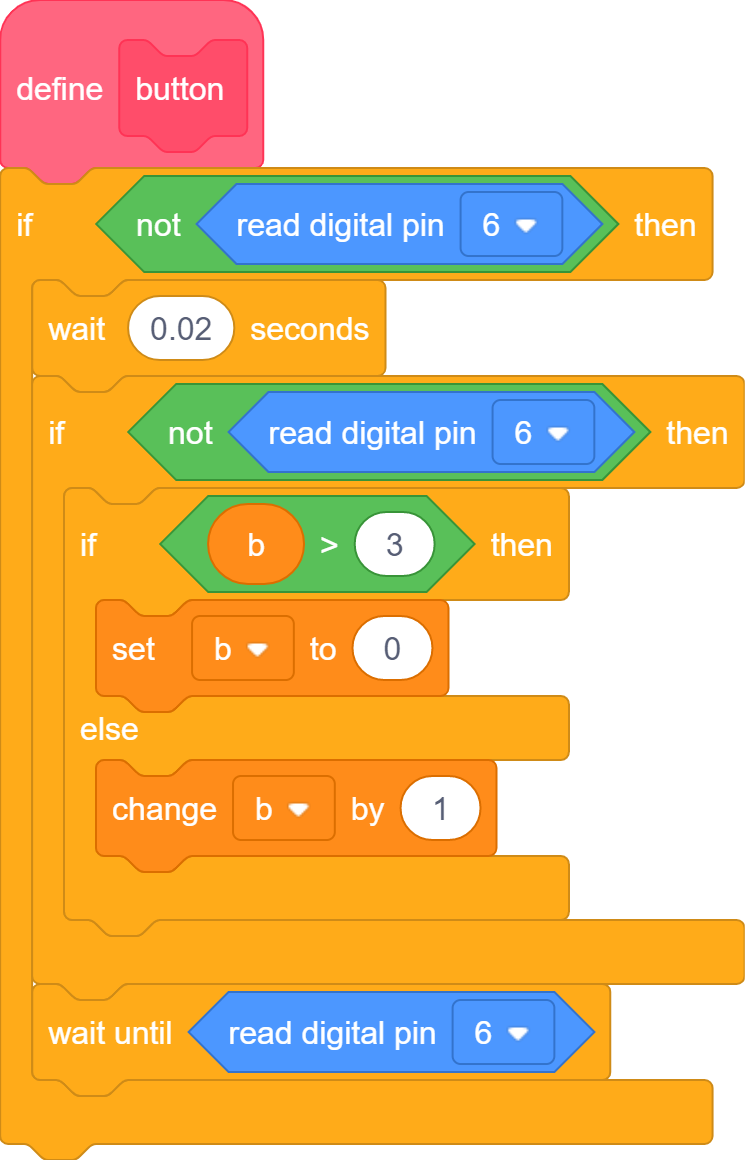 define button
if not read digital pin 6 then
wait 0.02 seconds
if not read digital pin 6 then
if b > 3 then
set b to 0
else
change b by 1
wait until read digital pin 6